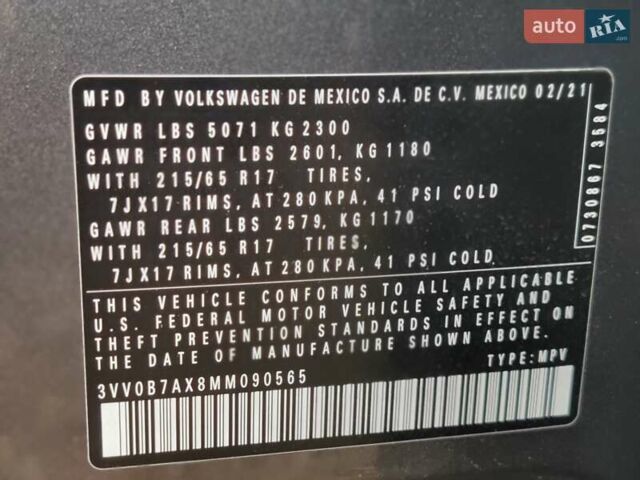 auto RIA.com
MFD BY VOLKSWAGEN DE MEXICO S.A. DE C.V. MEXICO 02/21
GVWR LBS 5071 KG 2300
GAWR FRONT LBS 2601, KG 1180
WITH 215/65 R17 TIRES,
7JX17 RIMS, AT 280 KPA, 41 PSI COLD
GAWR REAR LBS 2579, KG 1170
WITH 215/65 R17 TIRES,
7JX17 RIMS, AT 280 KPA, 41 PSI COLD
THIS VEHICLE CONFORMS TO ALL APPLICABLE
U.S. FEDERAL MOTOR VEHICLE SAFETY AND
THEFT PREVENTION STANDARDS IN EFFECT ON
THE DATE OF MANUFACTURE SHOWN ABOVE.
TYPE: MPV
3VV0B7AX8MM090565
0730867 3684